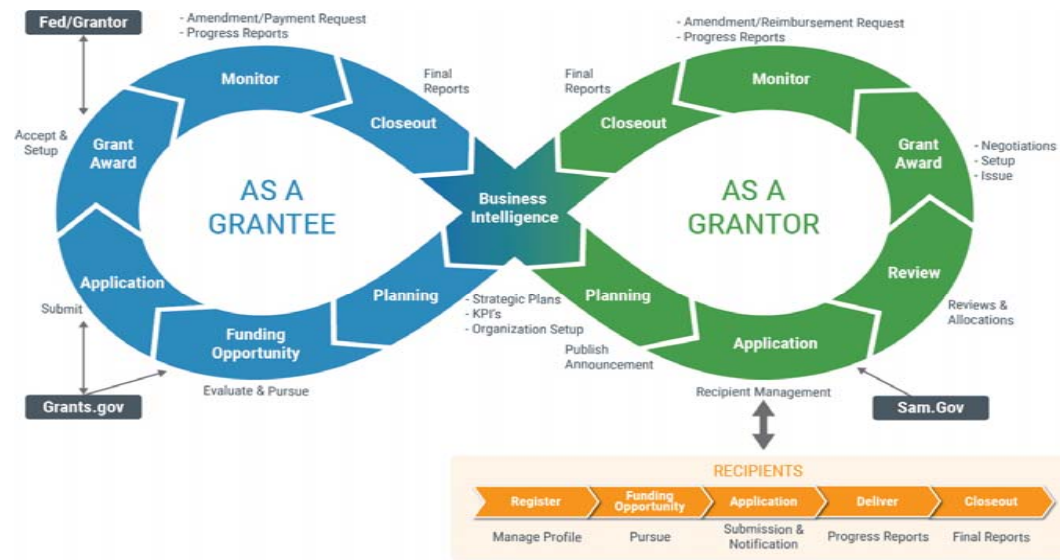 Fed/Grantor
- Amendment/Payment Request
- Progress Reports
Monitor
Final
Reports
Closeout
Accept &
Setup
Grant
Award
AS A
GRANTEE
Application
Submit
Funding
Opportunity
Planning
Evaluate & Pursue
Grants.gov
Business
Intelligence
- Strategic Plans
- KPI's
- Organization Setup
- Amendment/Reimbursement Request
- Progress Reports
Final
Reports
Monitor
Closeout
Grant
Award
- Negotiations
- Setup
- Issue
AS A
GRANTOR
Review
Reviews &
Allocations
Planning
Publish
Announcement
Application
Recipient Management
Sam.Gov
RECIPIENTS
Register
Funding
Opportunity
Application
Deliver
Closeout
Manage Profile
Pursue
Submission &
Notification
Progress Reports
Final Reports